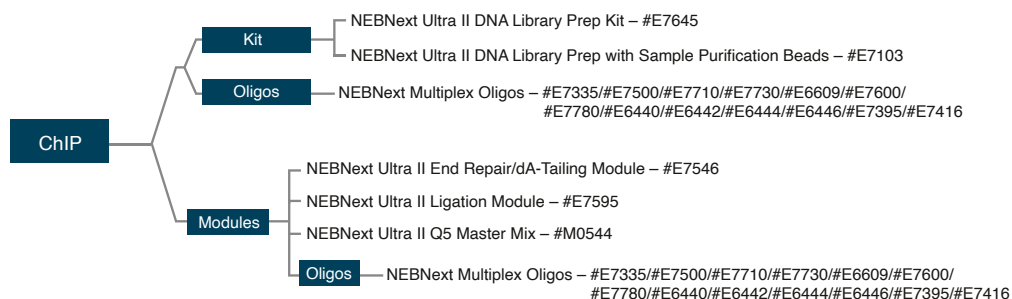 Kit
NEBNext Ultra II DNA Library Prep Kit – #E7645
NEBNext Ultra II DNA Library Prep with Sample Purification Beads – #E7103
Oligos
NEBNext Multiplex Oligos – #E7335/#E7500/#E7710/#E7730/#E6609/#E7600/
#E7780/#E6440/#E6442/#E6444/#E6446/#E7395/#E7416
ChIP
Modules
NEBNext Ultra II End Repair/dA-Tailing Module – #E7546
NEBNext Ultra II Ligation Module – #E7595
NEBNext Ultra II Q5 Master Mix – #M0544
Oligos
NEBNext Multiplex Oligos – #E7335/#E7500/#E7710/#E7730/#E6609/#E7600/
#E7780/#E6440/#E6442/#E6444/#E6446/#E7395/#E7416